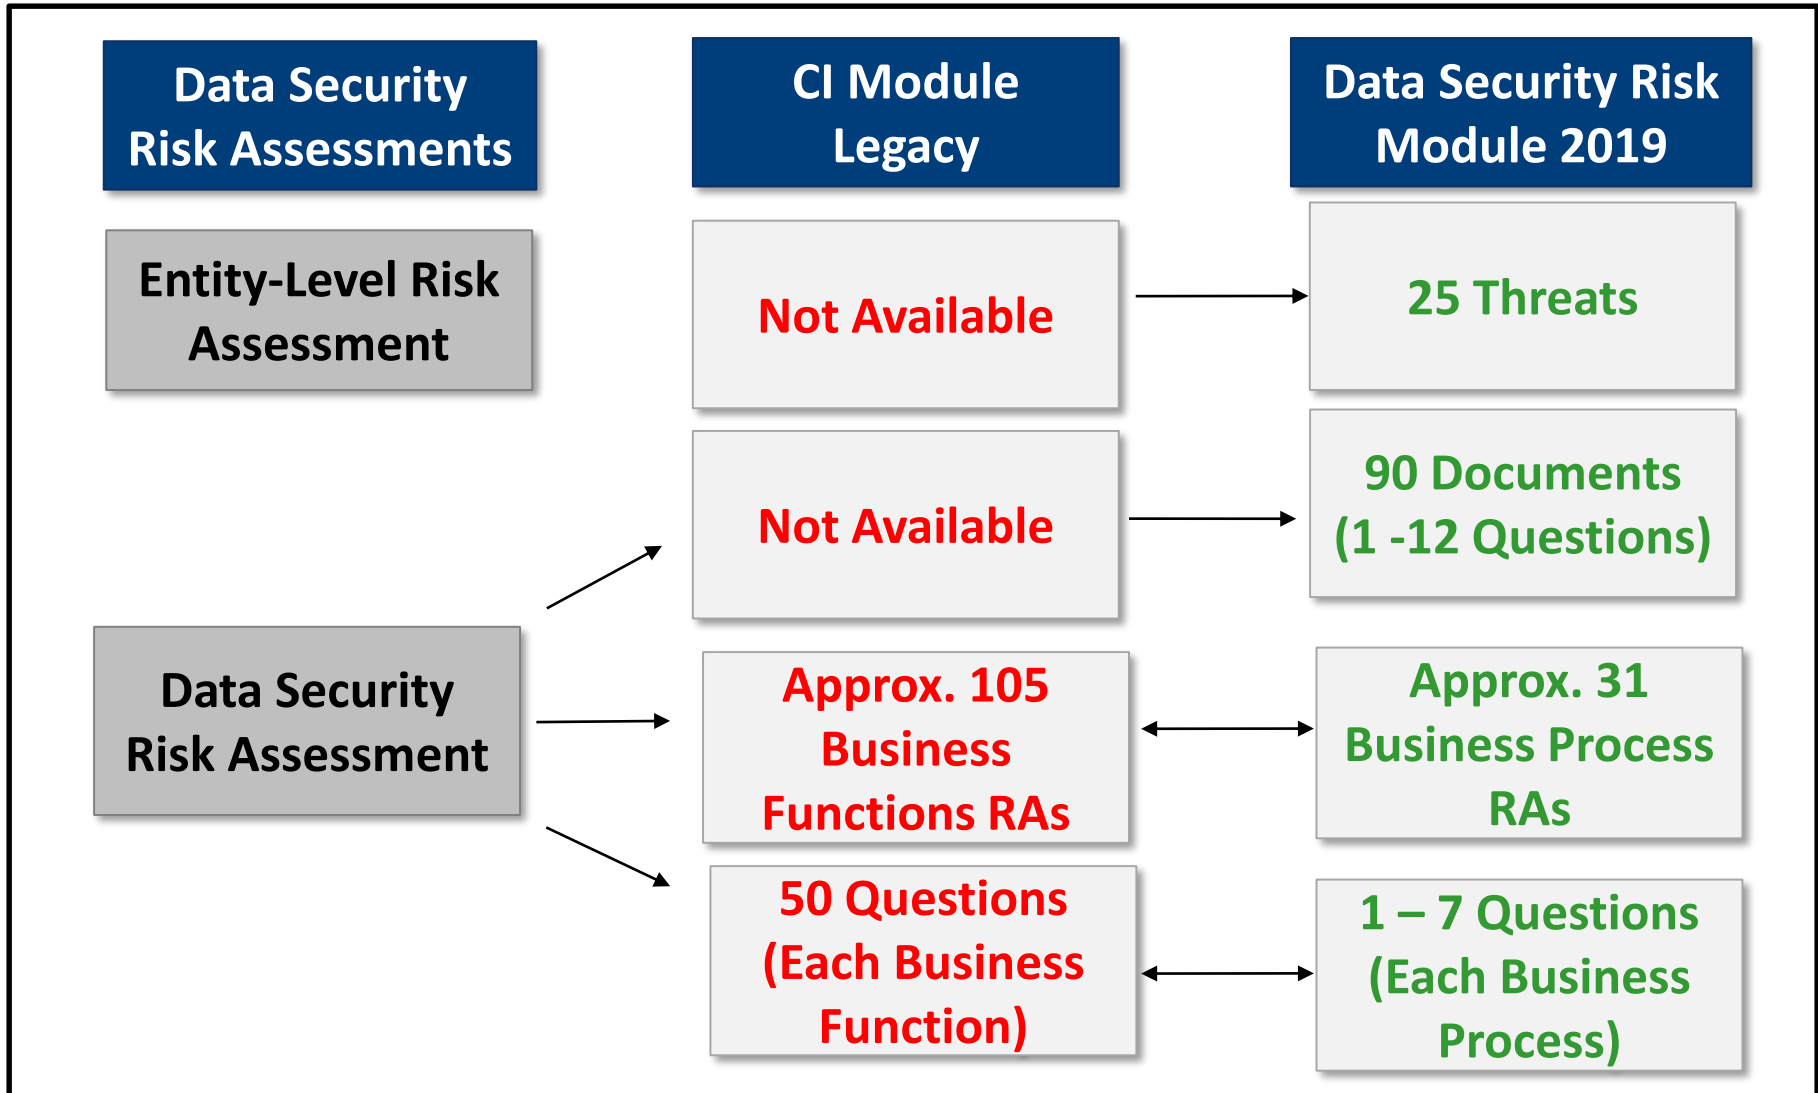 Data Security
Risk Assessments
CI Module
Legacy
Data Security Risk
Module 2019
Entity-Level Risk
Assessment
Not Available
25 Threats
Not Available
90 Documents
(1 -12 Questions)
Data Security
Risk Assessment
Approx. 105
Business
Functions RAs
Approx. 31
Business Process
RAs
50 Questions
(Each Business
Function)
1 – 7 Questions
(Each Business
Process)